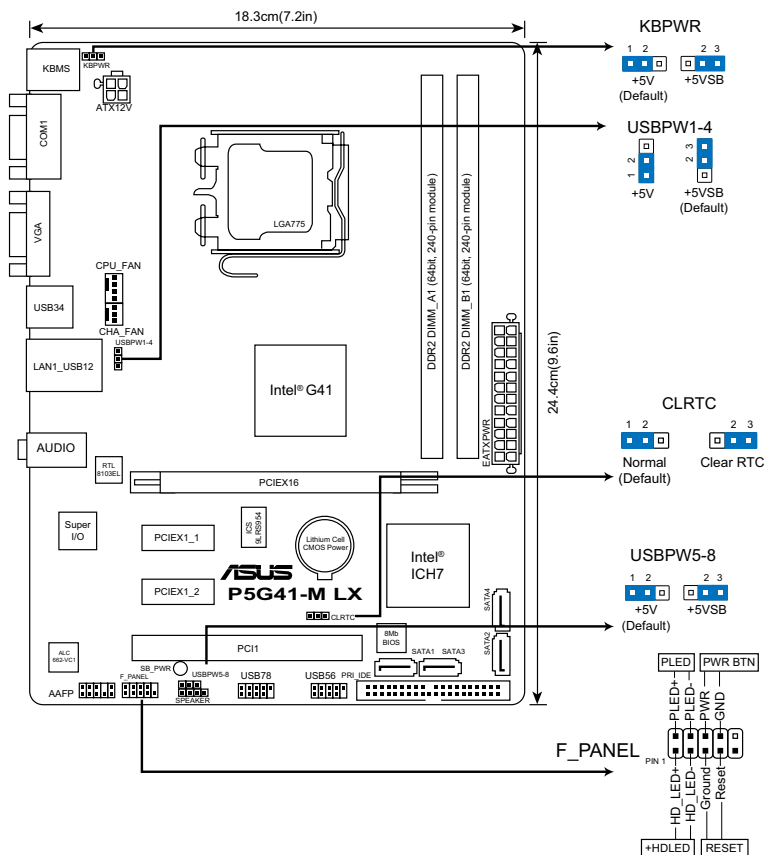 18.3cm(7.2in)
KBPWR
1 2
2 3
+5V
(Default)
+5VSB
USBPW1-4
2
1
+5V
3
2
+5VSB
(Default)
KBMS
KBPWR
ATX12V
COM1
VGA
LGA775
DDR2 DIMM_A1 (64bit, 240-pin module)
DDR2 DIMM_B1 (64bit, 240-pin module)
24.4cm(9.6in)
CPU_FAN
USB34
CHA_FAN
USBPW1-4
LAN1_USB12
Intel® G41
EATXPWR
AUDIO
RTL
8103EL
PCIEX16
CLRTC
1 2
2 3
Normal
(Default)
Clear RTC
Super
I/O
PCIEX1_1
ICS
9LRS954
Lithium Cell
CMOS Power
Intel®
ICH7
ASUS
P5G41-M LX
PCIEX1_2
CLRTC
SATA4
USBPW5-8
1 2
2 3
+5V
(Default)
+5VSB
ALC
662-VC1
PCI1
8Mb
BIOS
SATA2
SB_PWR
SATA1
SATA3
AAFP
F_PANEL
USBPW5-8
SPEAKER
USB78
USB56
PRI_IDE
F_PANEL
PLED
PWR BTN
PLED+
PLED-
PWR
GND
PIN 1
HD_LED+
HD_LED-
Ground
Reset
+HDLED
RESET